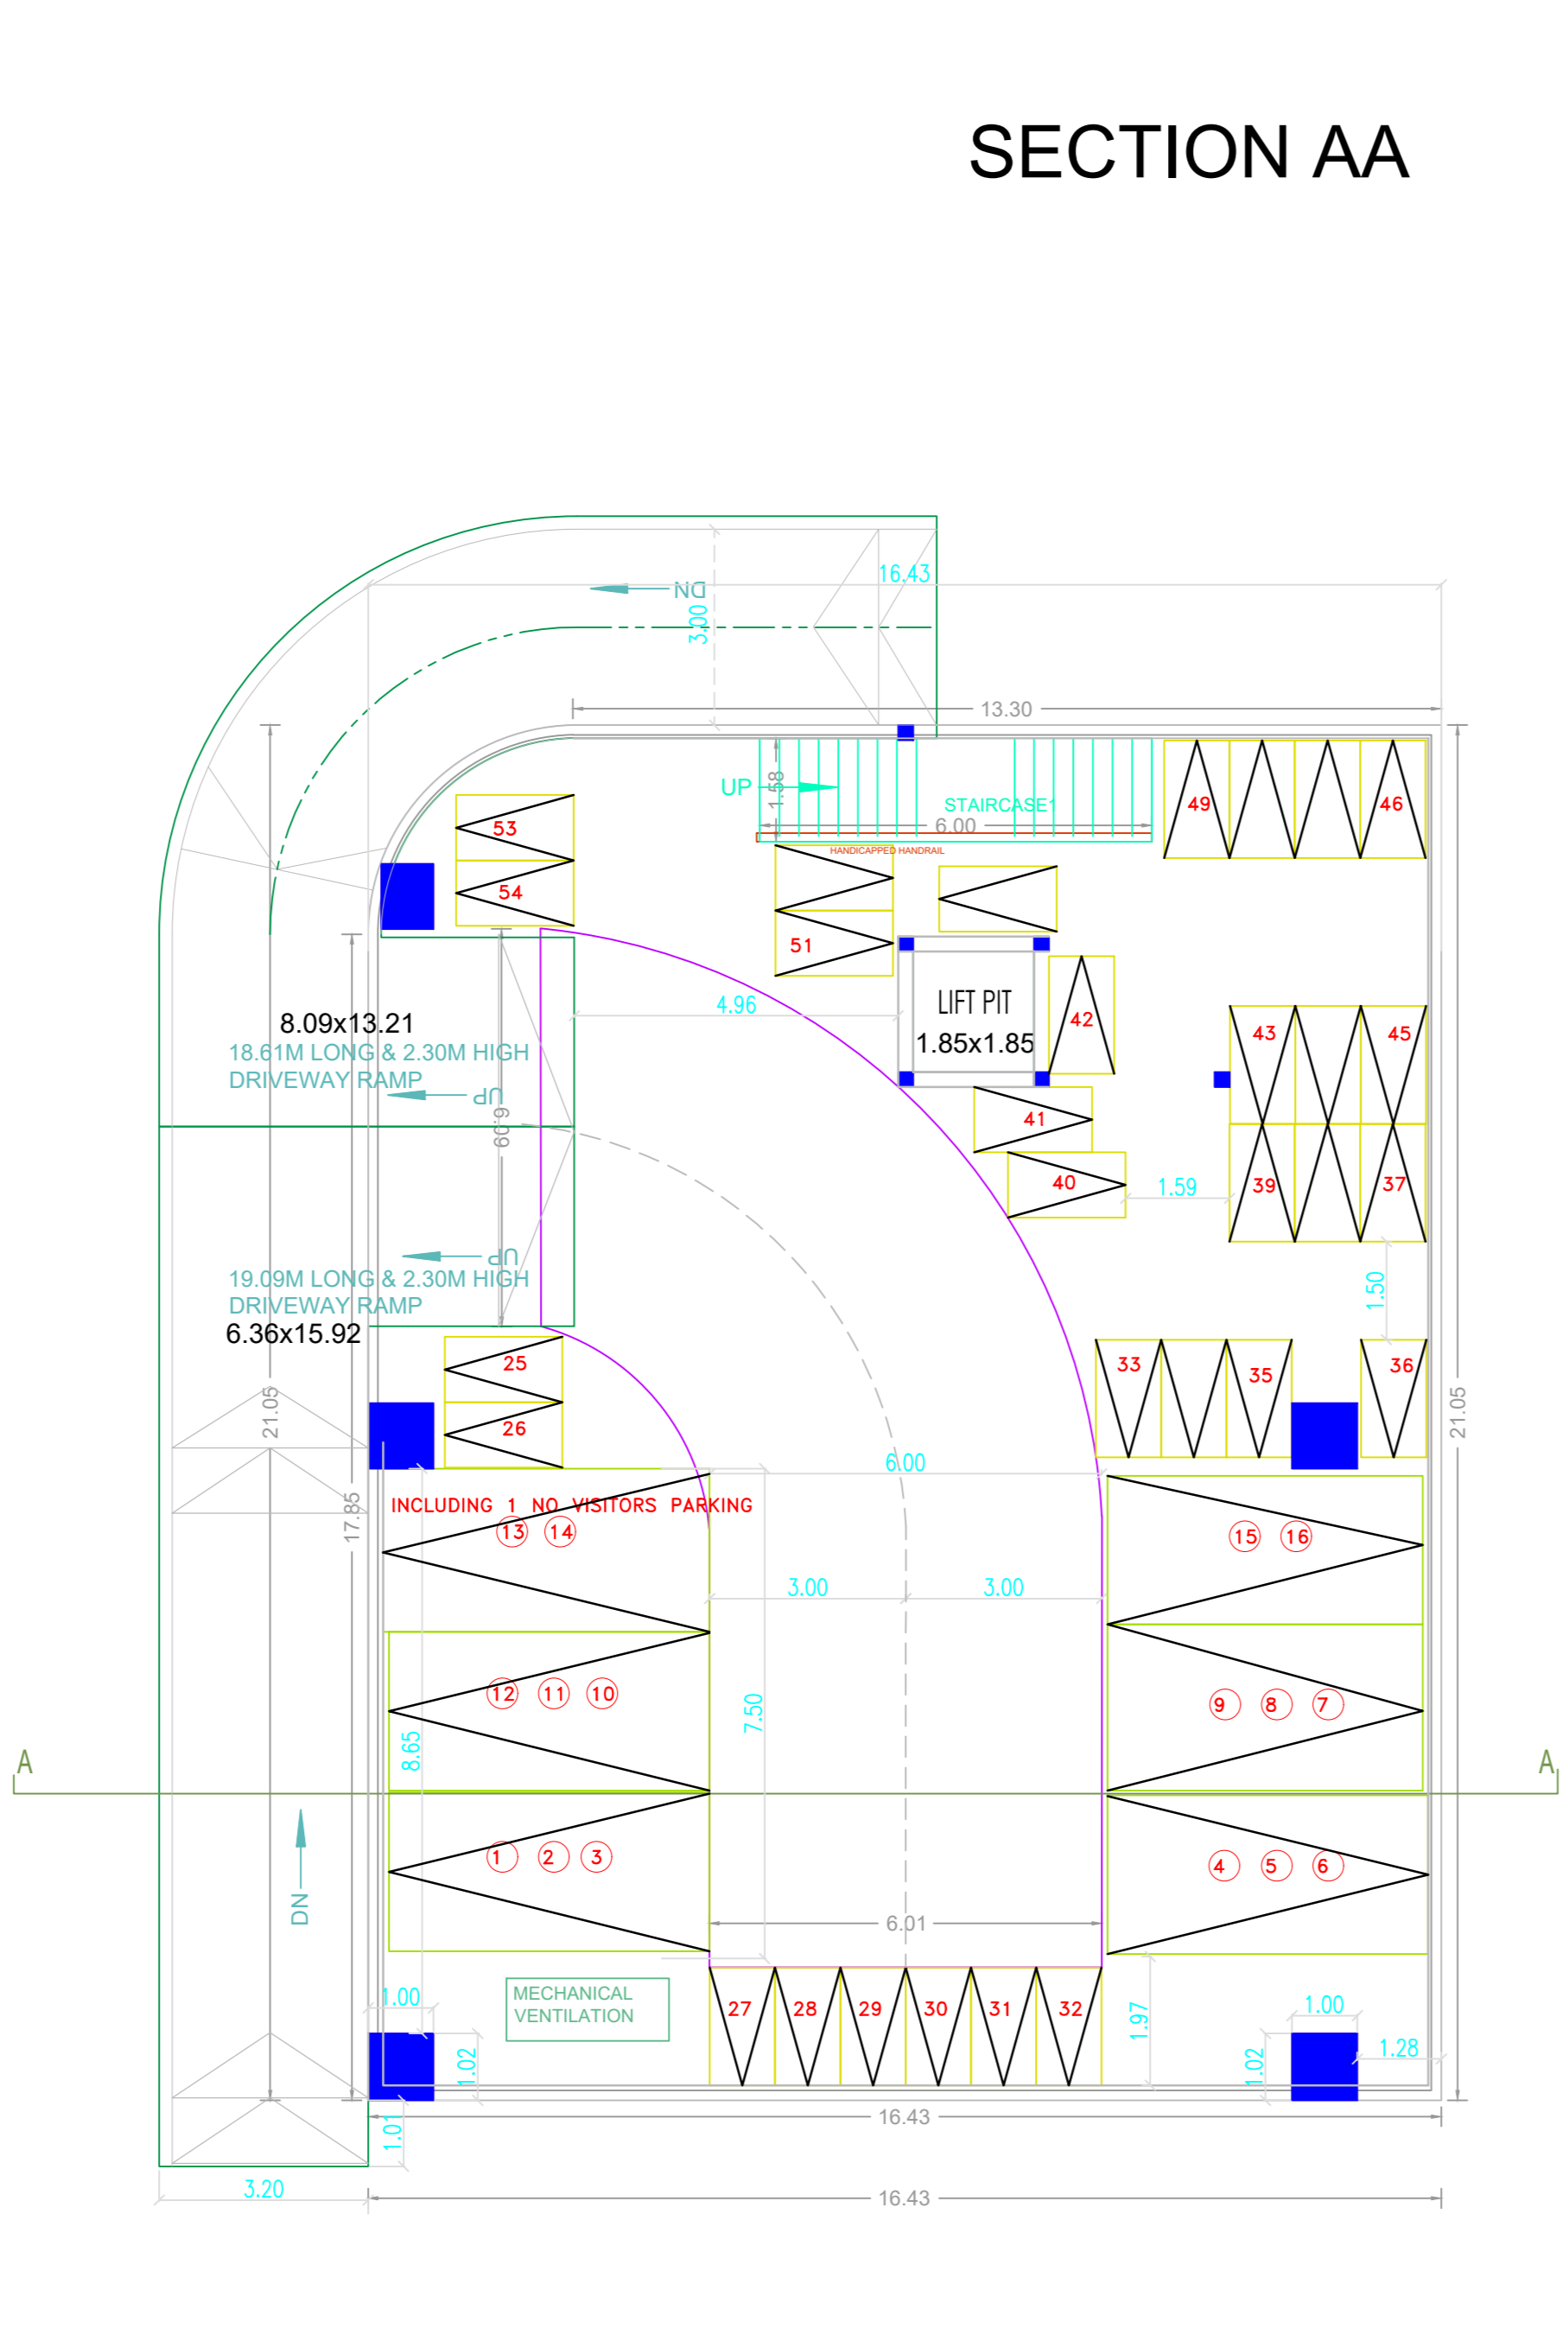 SECTION AA
16.43
DN
3.00
13.30
UP
1.58
STAIRCASE1
6.00
HANDICAPPED HANDRAIL
49
46
53
54
51
LIFT PIT
1.85x1.85
42
4.96
43
45
8.09x13.21
18.61M LONG & 2.30M HIGH
DRIVEWAY RAMP
UP
6.09
41
40
1.59
39
37
UP
19.09M LONG & 2.30M HIGH
DRIVEWAY RAMP
6.36x15.92
1.50
25
26
33
35
36
21.05
21.05
17.85
6.00
INCLUDING 1 NO VISITORS PARKING
13 14
15 16
3.00
3.00
12 11 10
9 8 7
7.50
8.65
A
A
1 2 3
4 5 6
DN
6.01
MECHANICAL
VENTILATION
27 28 29 30 31 32
1.00
1.02
1.97
1.00
1.02
1.28
1.01
16.43
3.20
16.43